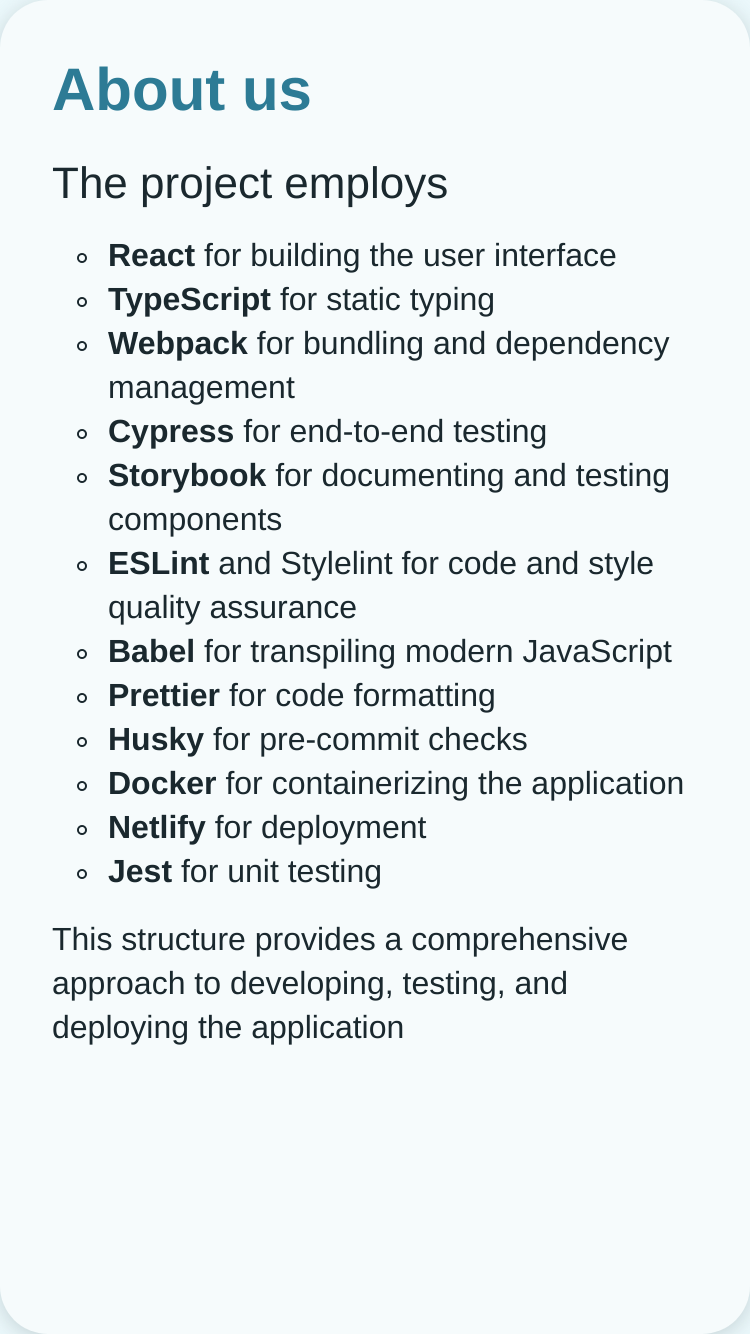 About us
The project employs
React for building the user interface
TypeScript for static typing
Webpack for bundling and dependency
management
Cypress for end-to-end testing
Storybook for documenting and testing
components
ESLint and Stylelint for code and style
quality assurance
Babel for transpiling modern JavaScript
Prettier for code formatting
Husky for pre-commit checks
Docker for containerizing the application
Netlify for deployment
Jest for unit testing
This structure provides a comprehensive
approach to developing, testing, and
deploying the application